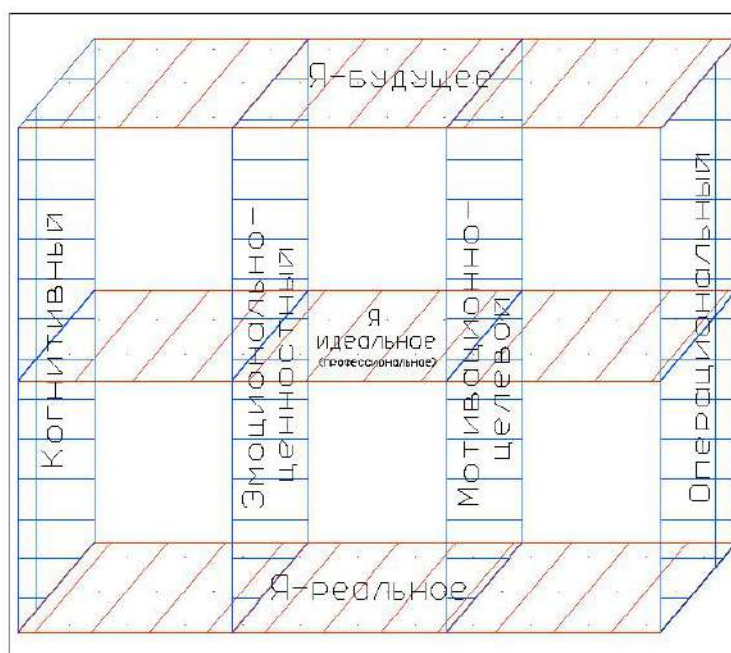 Я-Будущее
Когнитивный
Эмоционально-
ценностный
Мотивационно-
целевой
Операциональный
Я
идеальное
(профессиональное)
Я-реальное